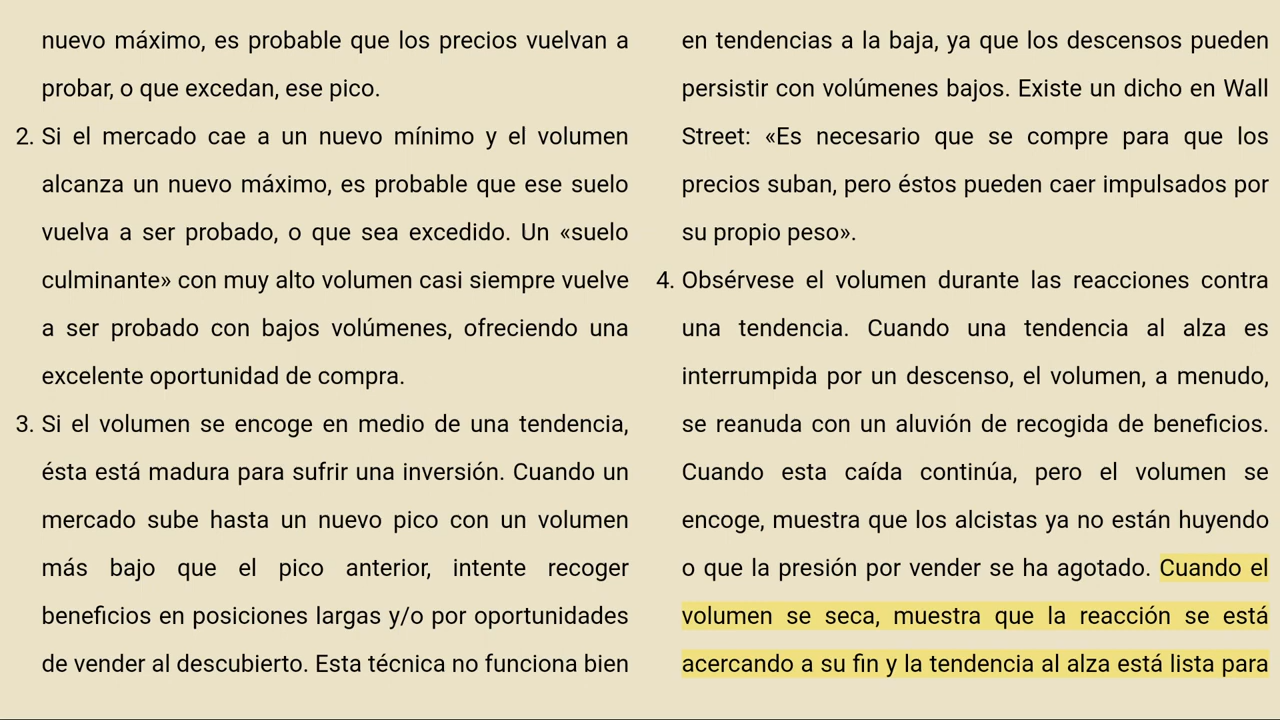 nuevo máximo, es probable que los precios vuelvan a
probar, o que excedan, ese pico.
2. Si el mercado cae a un nuevo mínimo y el volumen
alcanza un nuevo máximo, es probable que ese suelo
vuelva a ser probado, o que sea excedido. Un «suelo
culminante» con muy alto volumen casi siempre vuelve
a ser probado con bajos volúmenes, ofreciendo una
excelente oportunidad de compra.
3. Si el volumen se encoge en medio de una tendencia,
ésta está madura para sufrir una inversión. Cuando un
mercado sube hasta un nuevo pico con un volumen
más bajo que el pico anterior, intente recoger
beneficios en posiciones largas y/o por oportunidades
de vender al descubierto. Esta técnica no funciona bien
en tendencias a la baja, ya que los descensos pueden
persistir con volúmenes bajos. Existe un dicho en Wall
Street: «Es necesario que se compre para que los
precios suban, pero éstos pueden caer impulsados por
su propio peso».
4. Obsérvese el volumen durante las reacciones contra
una tendencia. Cuando una tendencia al alza es
interrumpida por un descenso, el volumen, a menudo,
se reanuda con un aluvión de recogida de beneficios.
Cuando esta caída continúa, pero el volumen se
encoge, muestra que los alcistas ya no están huyendo
o que la presión por vender se ha agotado. Cuando el
volumen se seca, muestra que la reacción se está
acercando a su fin y la tendencia al alza está lista para